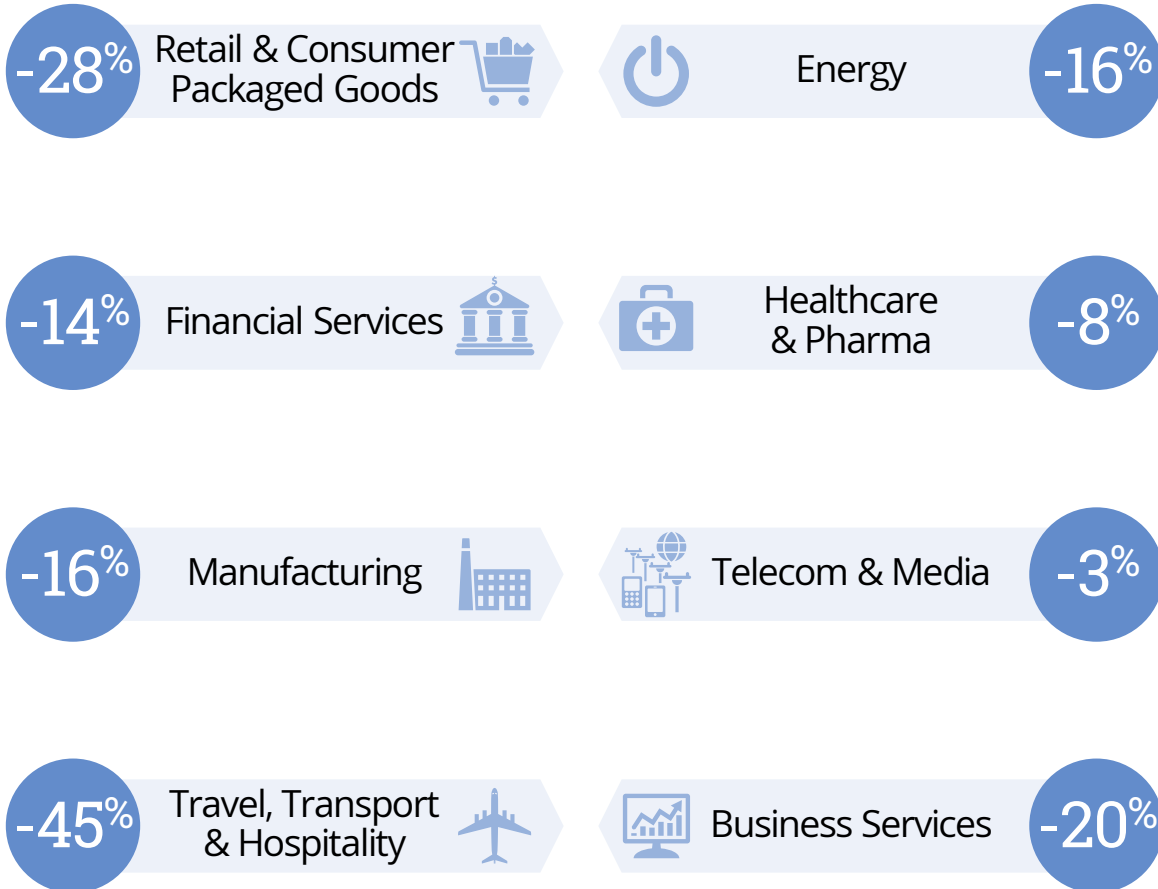 -28%
Retail & Consumer
Packaged Goods
Energy
-16%
-14%
Financial Services
$
Healthcare
& Pharma
-8%
-16%
Manufacturing
Telecom & Media
-3%
-45%
Travel, Transport
& Hospitality
Business Services
-20%